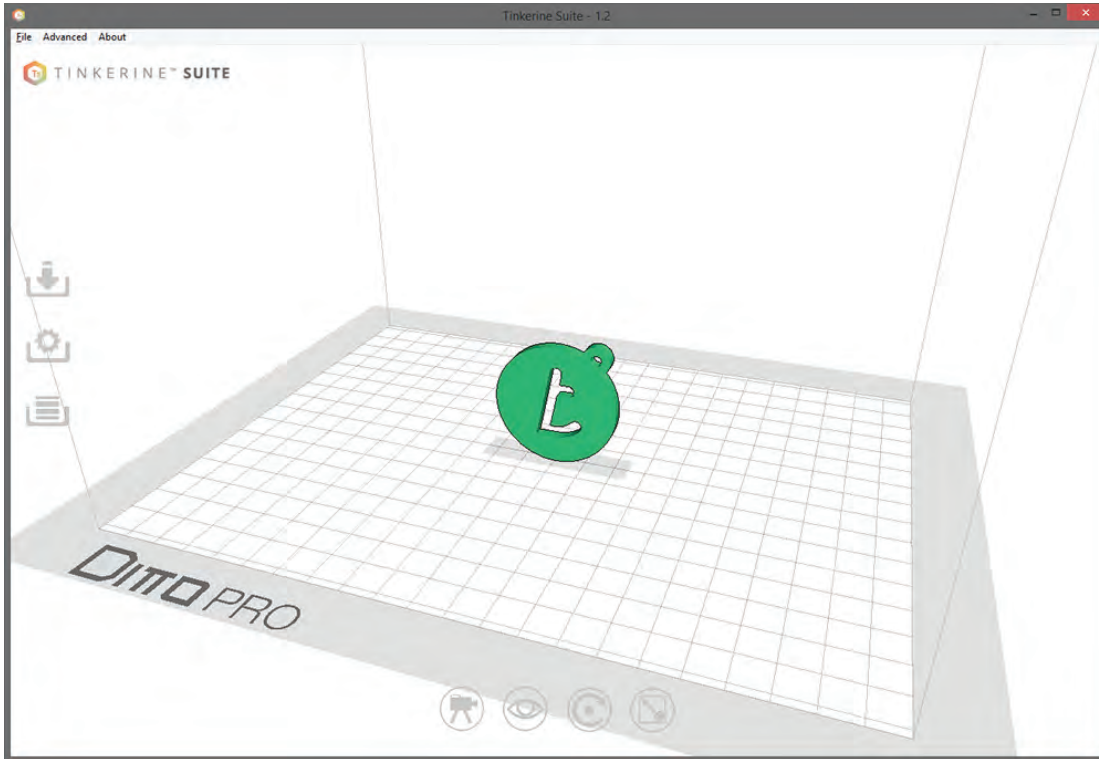 Tinkerine Suite - 1.2
File Advanced About
TINKERINE™ SUITE
DITTO PRO
t